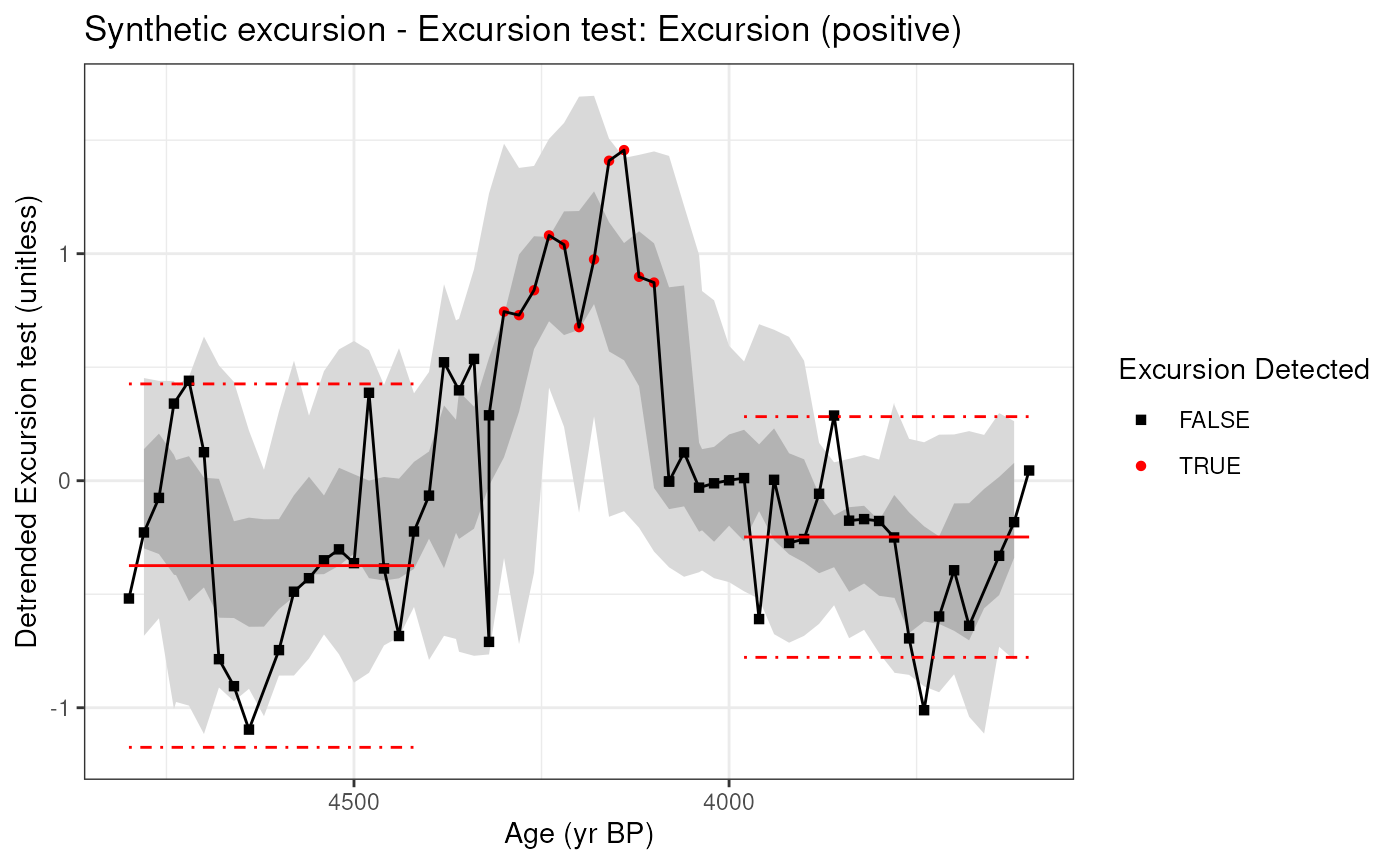 Synthetic excursion - Excursion test: Excursion (positive)
Detrended Excursion test (unitless)
1
0
-1
4500
4000
Age (yr BP)
Excursion Detected
FALSE
TRUE